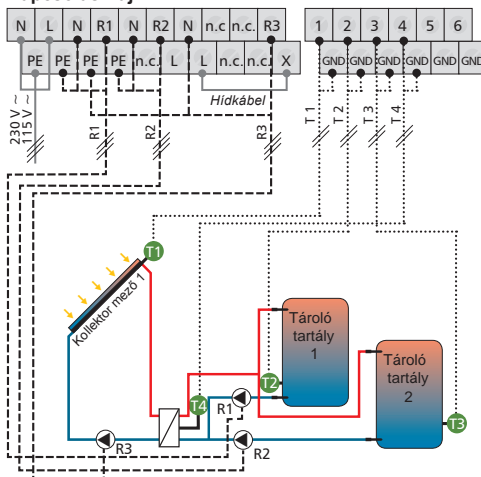 N L N R1 N R2 N n.c. n.c. R3
1 2 3 4 5 6
PE PE PE PE n.c. L L n.c. X
GND GND GND GND GND GND
Hídkábel
230 V ~
115 V ~
R1
R2
R3
T 1
T 2
T 3
T 4
T1
Kollektor mező 1
Tároló
tartály
1
T2
Tároló
tartály
2
T4
R1
T3
R3
R2